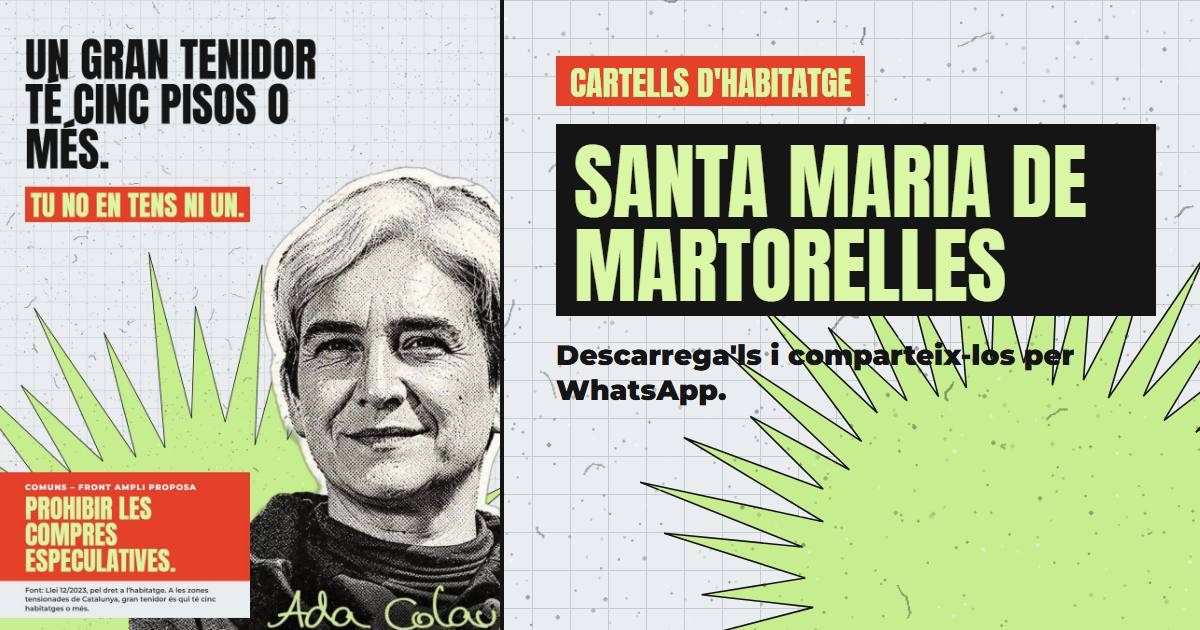 UN GRAN TENIDOR
TÉ CINC PISOS O
MÉS.
TU NO EN TENS NI UN.
COMUNS – FRONT AMPLI PROPOSA
PROHIBIR LES
COMPRES
ESPECULATIVES.
Font: Llei 12/2023, pel dret a l'habitatge. A les zones
tensionades de Catalunya, gran tenidor és qui té cinc
habitatges o més.
Ada Colau
CARTELLS D'HABITATGE
SANTA MARIA DE
MARTORELLES
Descarrega'ls i comparteix-los per
WhatsApp.